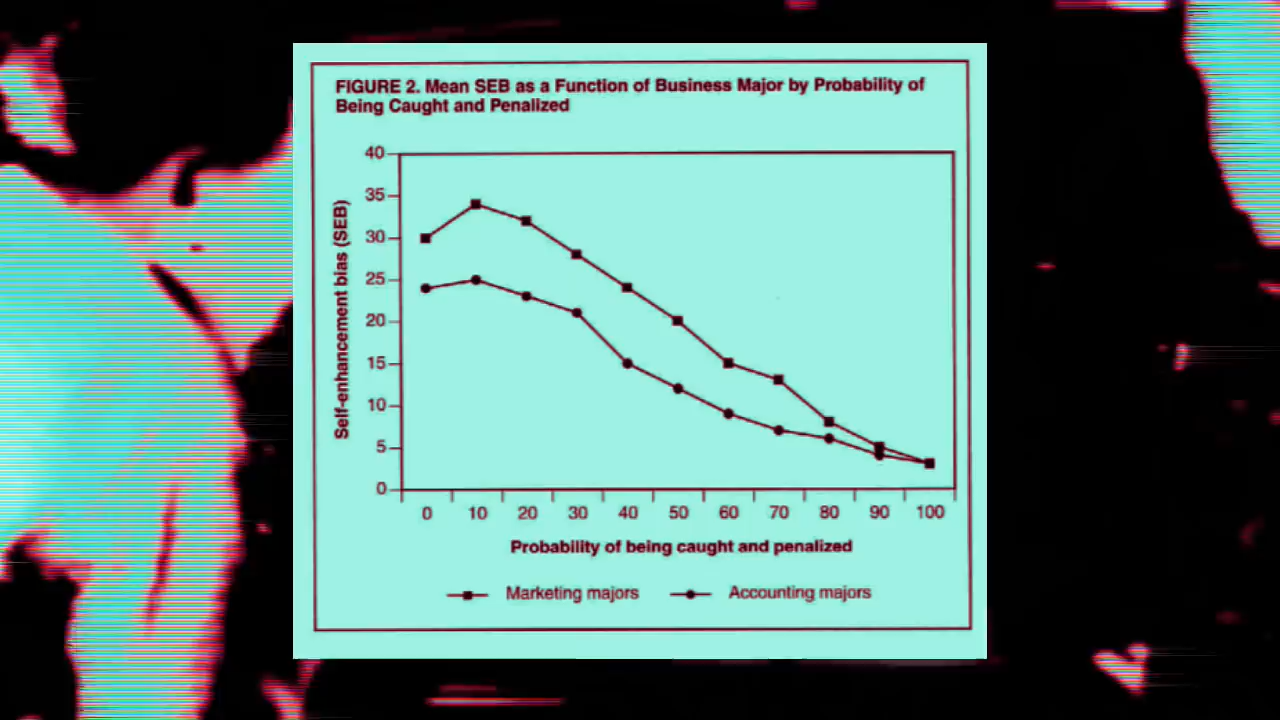 FIGURE 2. Mean SEB as a Function of Business Major by Probability of
Being Caught and Penalized
40
35
30
25
20
15
10
5
0
Self-enhancement bias (SEB)
0 10 20 30 40 50 60 70 80 90 100
Probability of being caught and penalized
Marketing majors Accounting majors